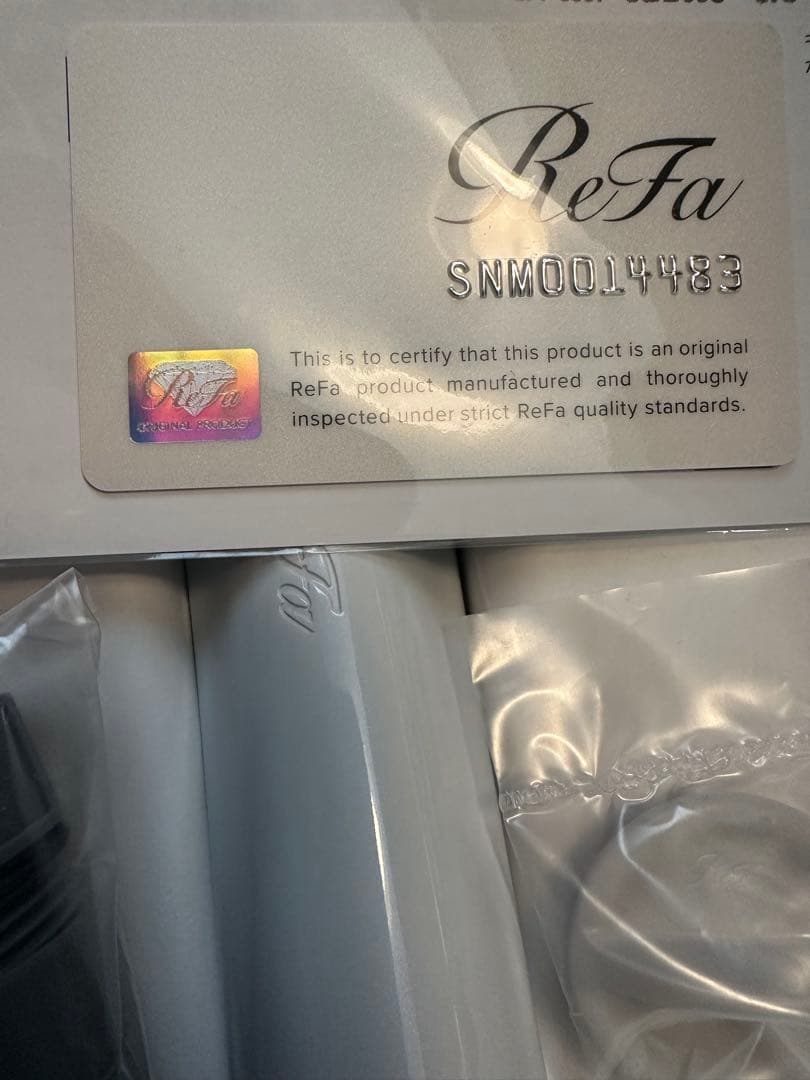 ReFa
SNM0014483
This is to certify that this product is an original
ReFa product manufactured and thoroughly
inspected under strict ReFa quality standards.
ReFa
ORIGINAL PRODUCT
Fa